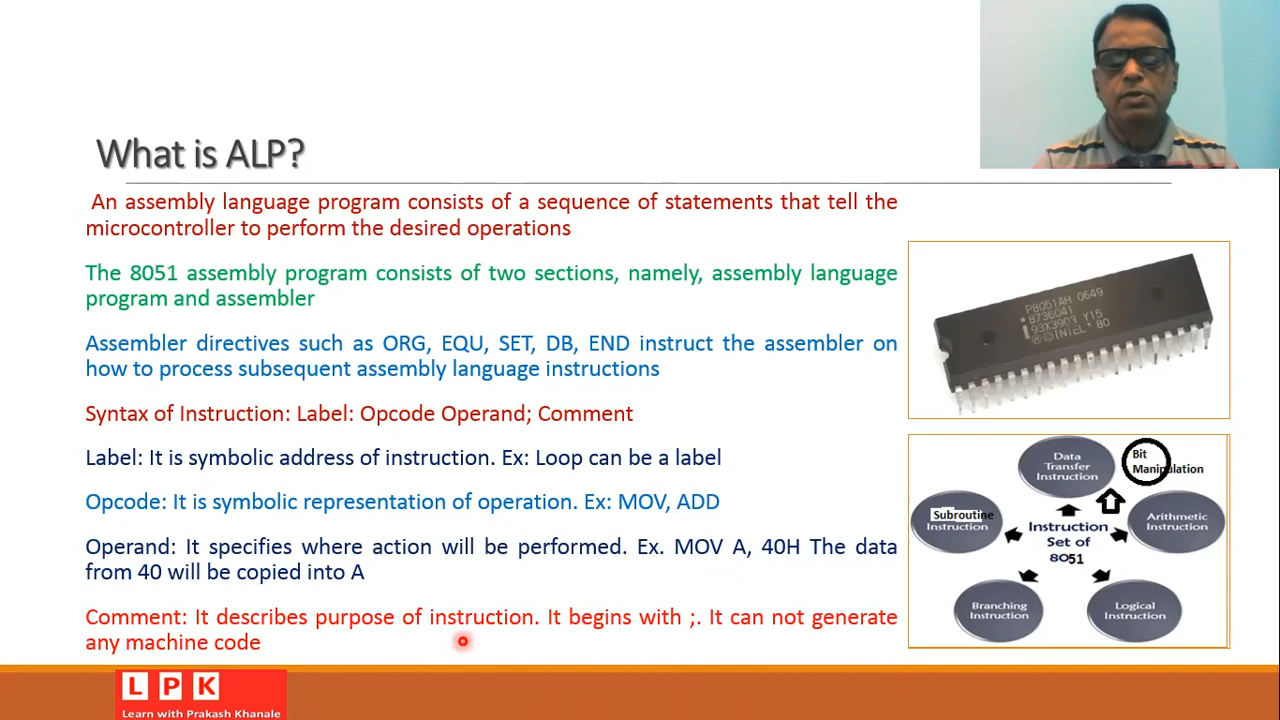 What is ALP?
An assembly language program consists of a sequence of statements that tell the
microcontroller to perform the desired operations
The 8051 assembly program consists of two sections, namely, assembly language
program and assembler
Assembler directives such as ORG, EQU, SET, DB, END instruct the assembler on
how to process subsequent assembly language instructions
Syntax of Instruction: Label: Opcode Operand; Comment
Label: It is symbolic address of instruction. Ex: Loop can be a label
Opcode: It is symbolic representation of operation. Ex: MOV, ADD
Operand: It specifies where action will be performed. Ex. MOV A, 40H The data
from 40 will be copied into A
Comment: It describes purpose of instruction. It begins with ;. It can not generate
any machine code
P8051AH 0649
8736041
93X3903 Y15
Ⓜ©INTEL '80
Data
Transfer
Instruction
Bit
Manipulation
Subroutine
Instruction
Instruction
Set of
8051
Arithmetic
Instruction
Branching
Instruction
Logical
Instruction
L P K
Learn with Prakash Khanale